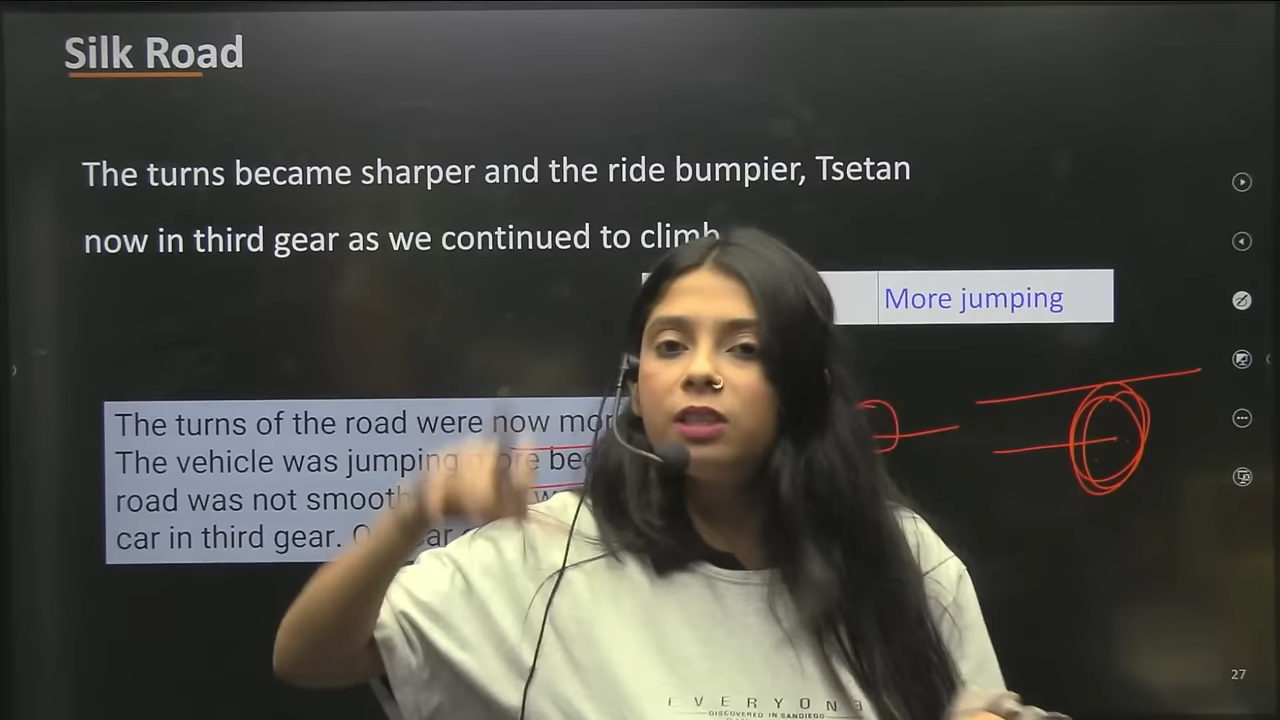 Silk Road
The turns became sharper and the ride bumpier, Tsetan
now in third gear as we continued to climb
More jumping
The turns of the road were now
The vehicle was jumping more
road was not smooth
car in third gear.
27
EVERYONE
DISCOVERED IN SANDIEGO